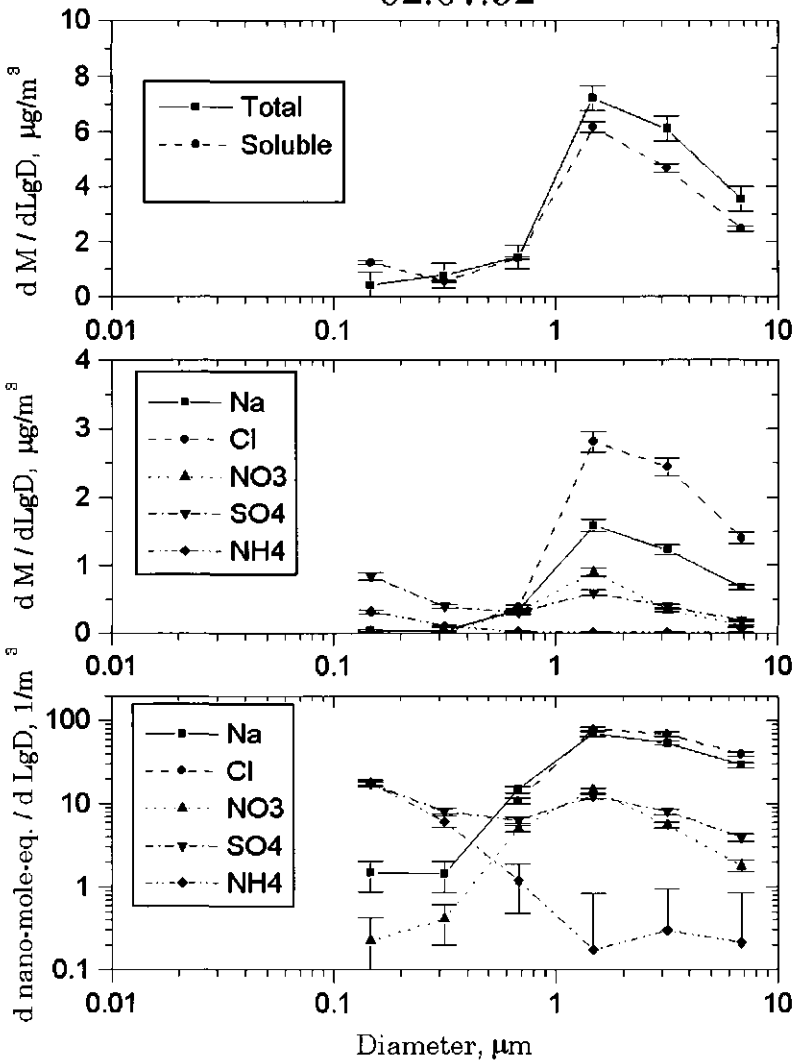 10
8
6
4
2
0
d M / dLgD, μg/m³
Total
Soluble
0.01 0.1 1 10
4
3
2
1
0
d M / dLgD, μg/m³
Na
Cl
NO3
SO4
NH4
0.01 0.1 1 10
100
10
1
0.1
d nano-mole-eq. / d LgD, 1/m³
Na
Cl
NO3
SO4
NH4
0.01 0.1 1 10
Diameter, μm